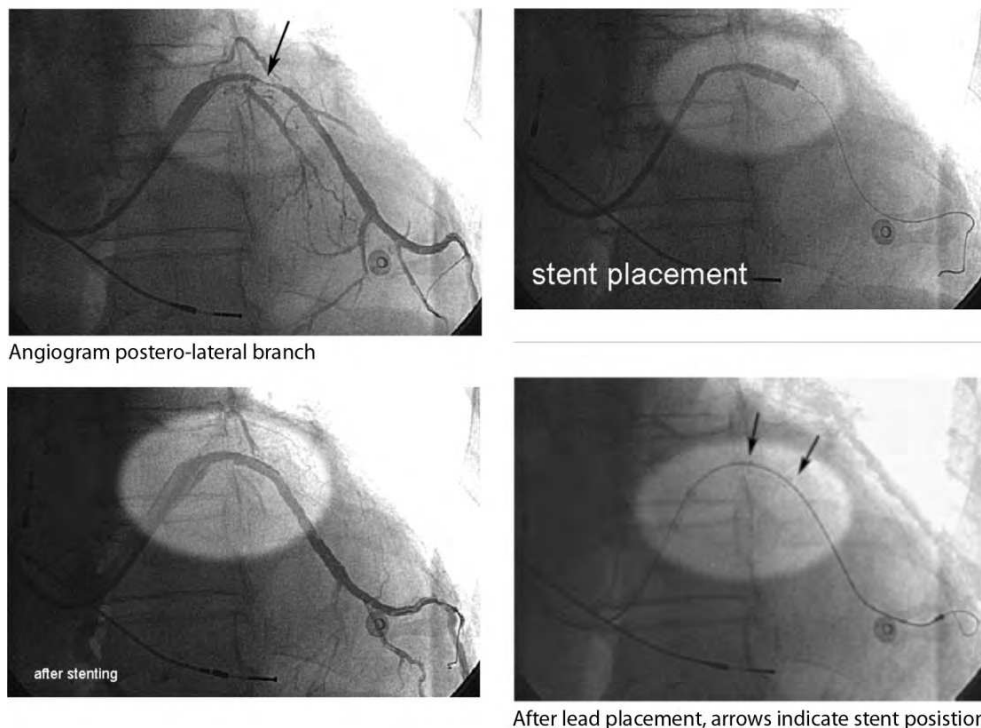 stent placement
Angiogram postero-lateral branch
after stenting
After lead placement, arrows indicate stent posistion